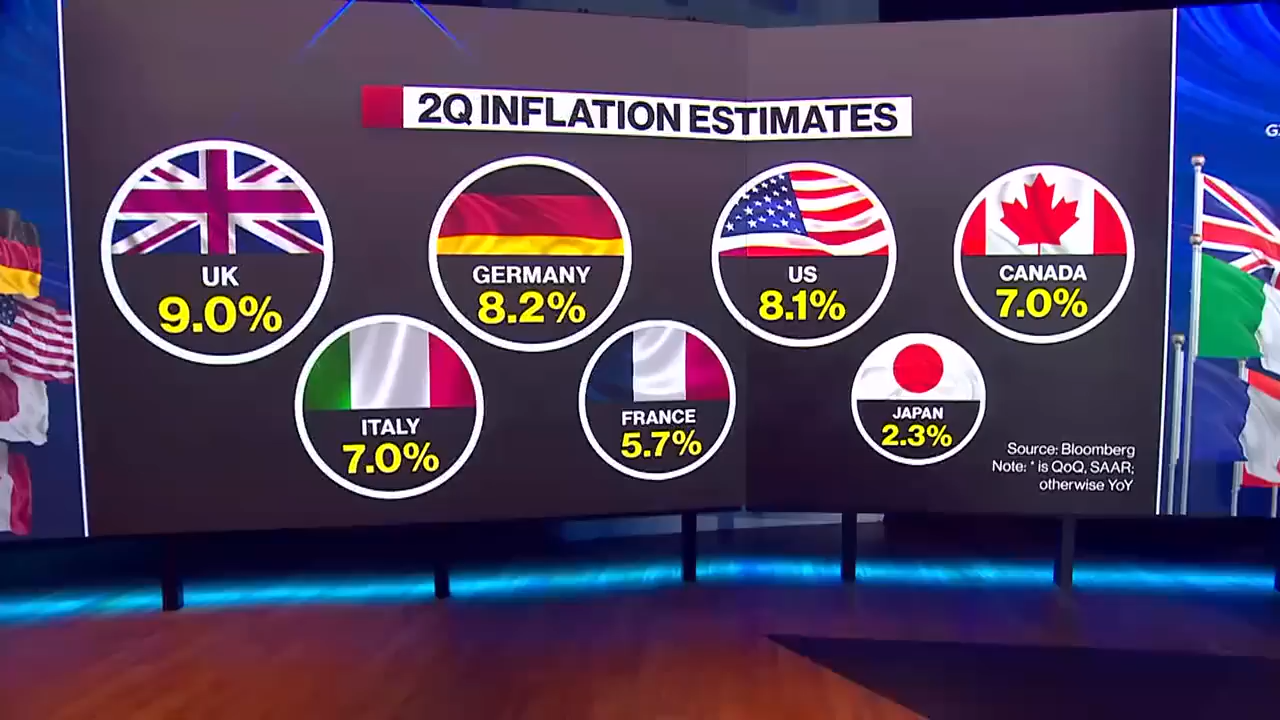 2Q INFLATION ESTIMATES
UK
9.0%
GERMANY
8.2%
US
8.1%
CANADA
7.0%
ITALY
7.0%
FRANCE
5.7%
JAPAN
2.3%
Source: Bloomberg
Note: * is QoQ, SAAR;
otherwise YoY